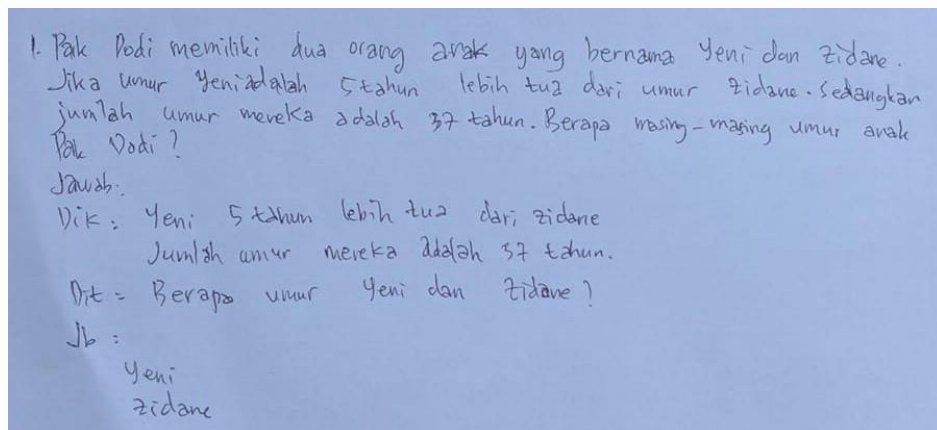 1. Pak Dodi memiliki dua orang anak yang bernama Yeni dan Zidane.
Jika umur Yeni adalah 5 tahun lebih tua dari umur Zidane. Sedangkan
jumlah umur mereka adalah 37 tahun. Berapa masing-masing umur anak
Pak Dodi?
Jawab:
Dik : Yeni 5 tahun lebih tua dari zidane
Jumlah umur mereka adalah 37 tahun.
Dit = Berapa umur Yeni dan Zidane?
Jb :
Yeni
Zidane